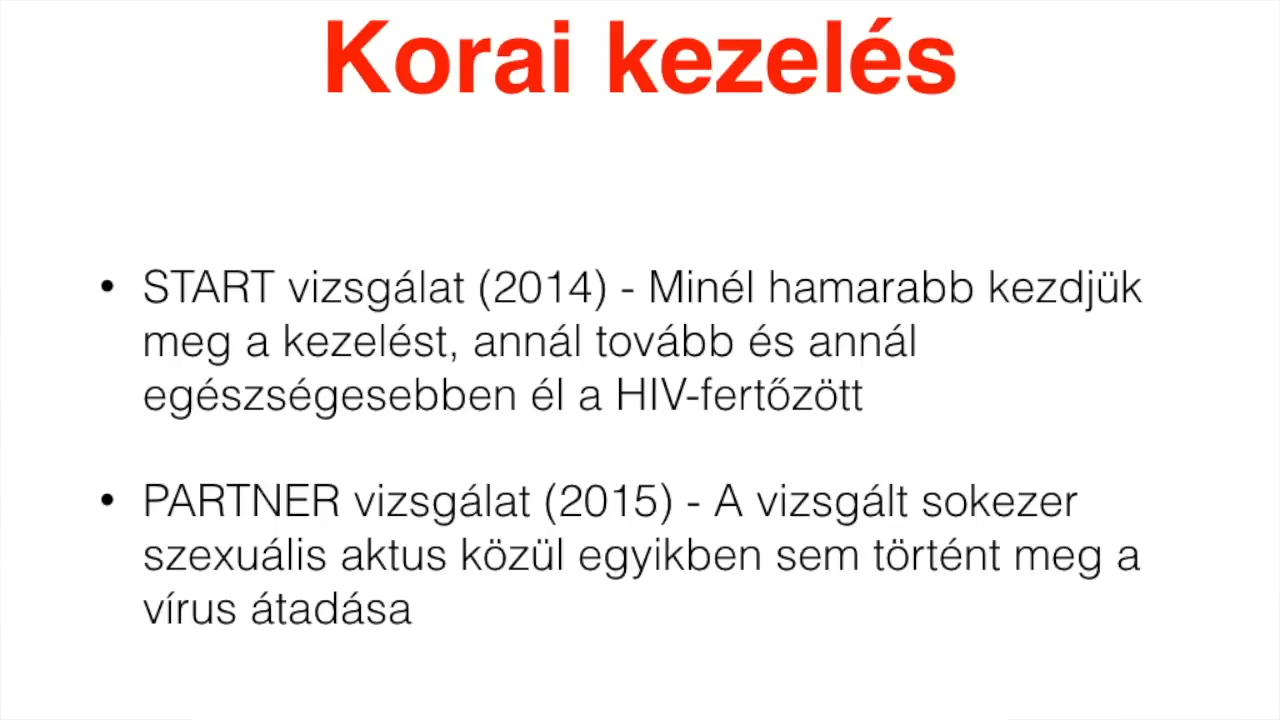 Korai kezelés
• START vizsgálat (2014) - Minél hamarabb kezdjük
meg a kezelést, annál tovább és annál
egészségesebben él a HIV-fertőzött
• PARTNER vizsgálat (2015) - A vizsgált sokezer
szexuális aktus közül egyikben sem történt meg a
vírus átadása